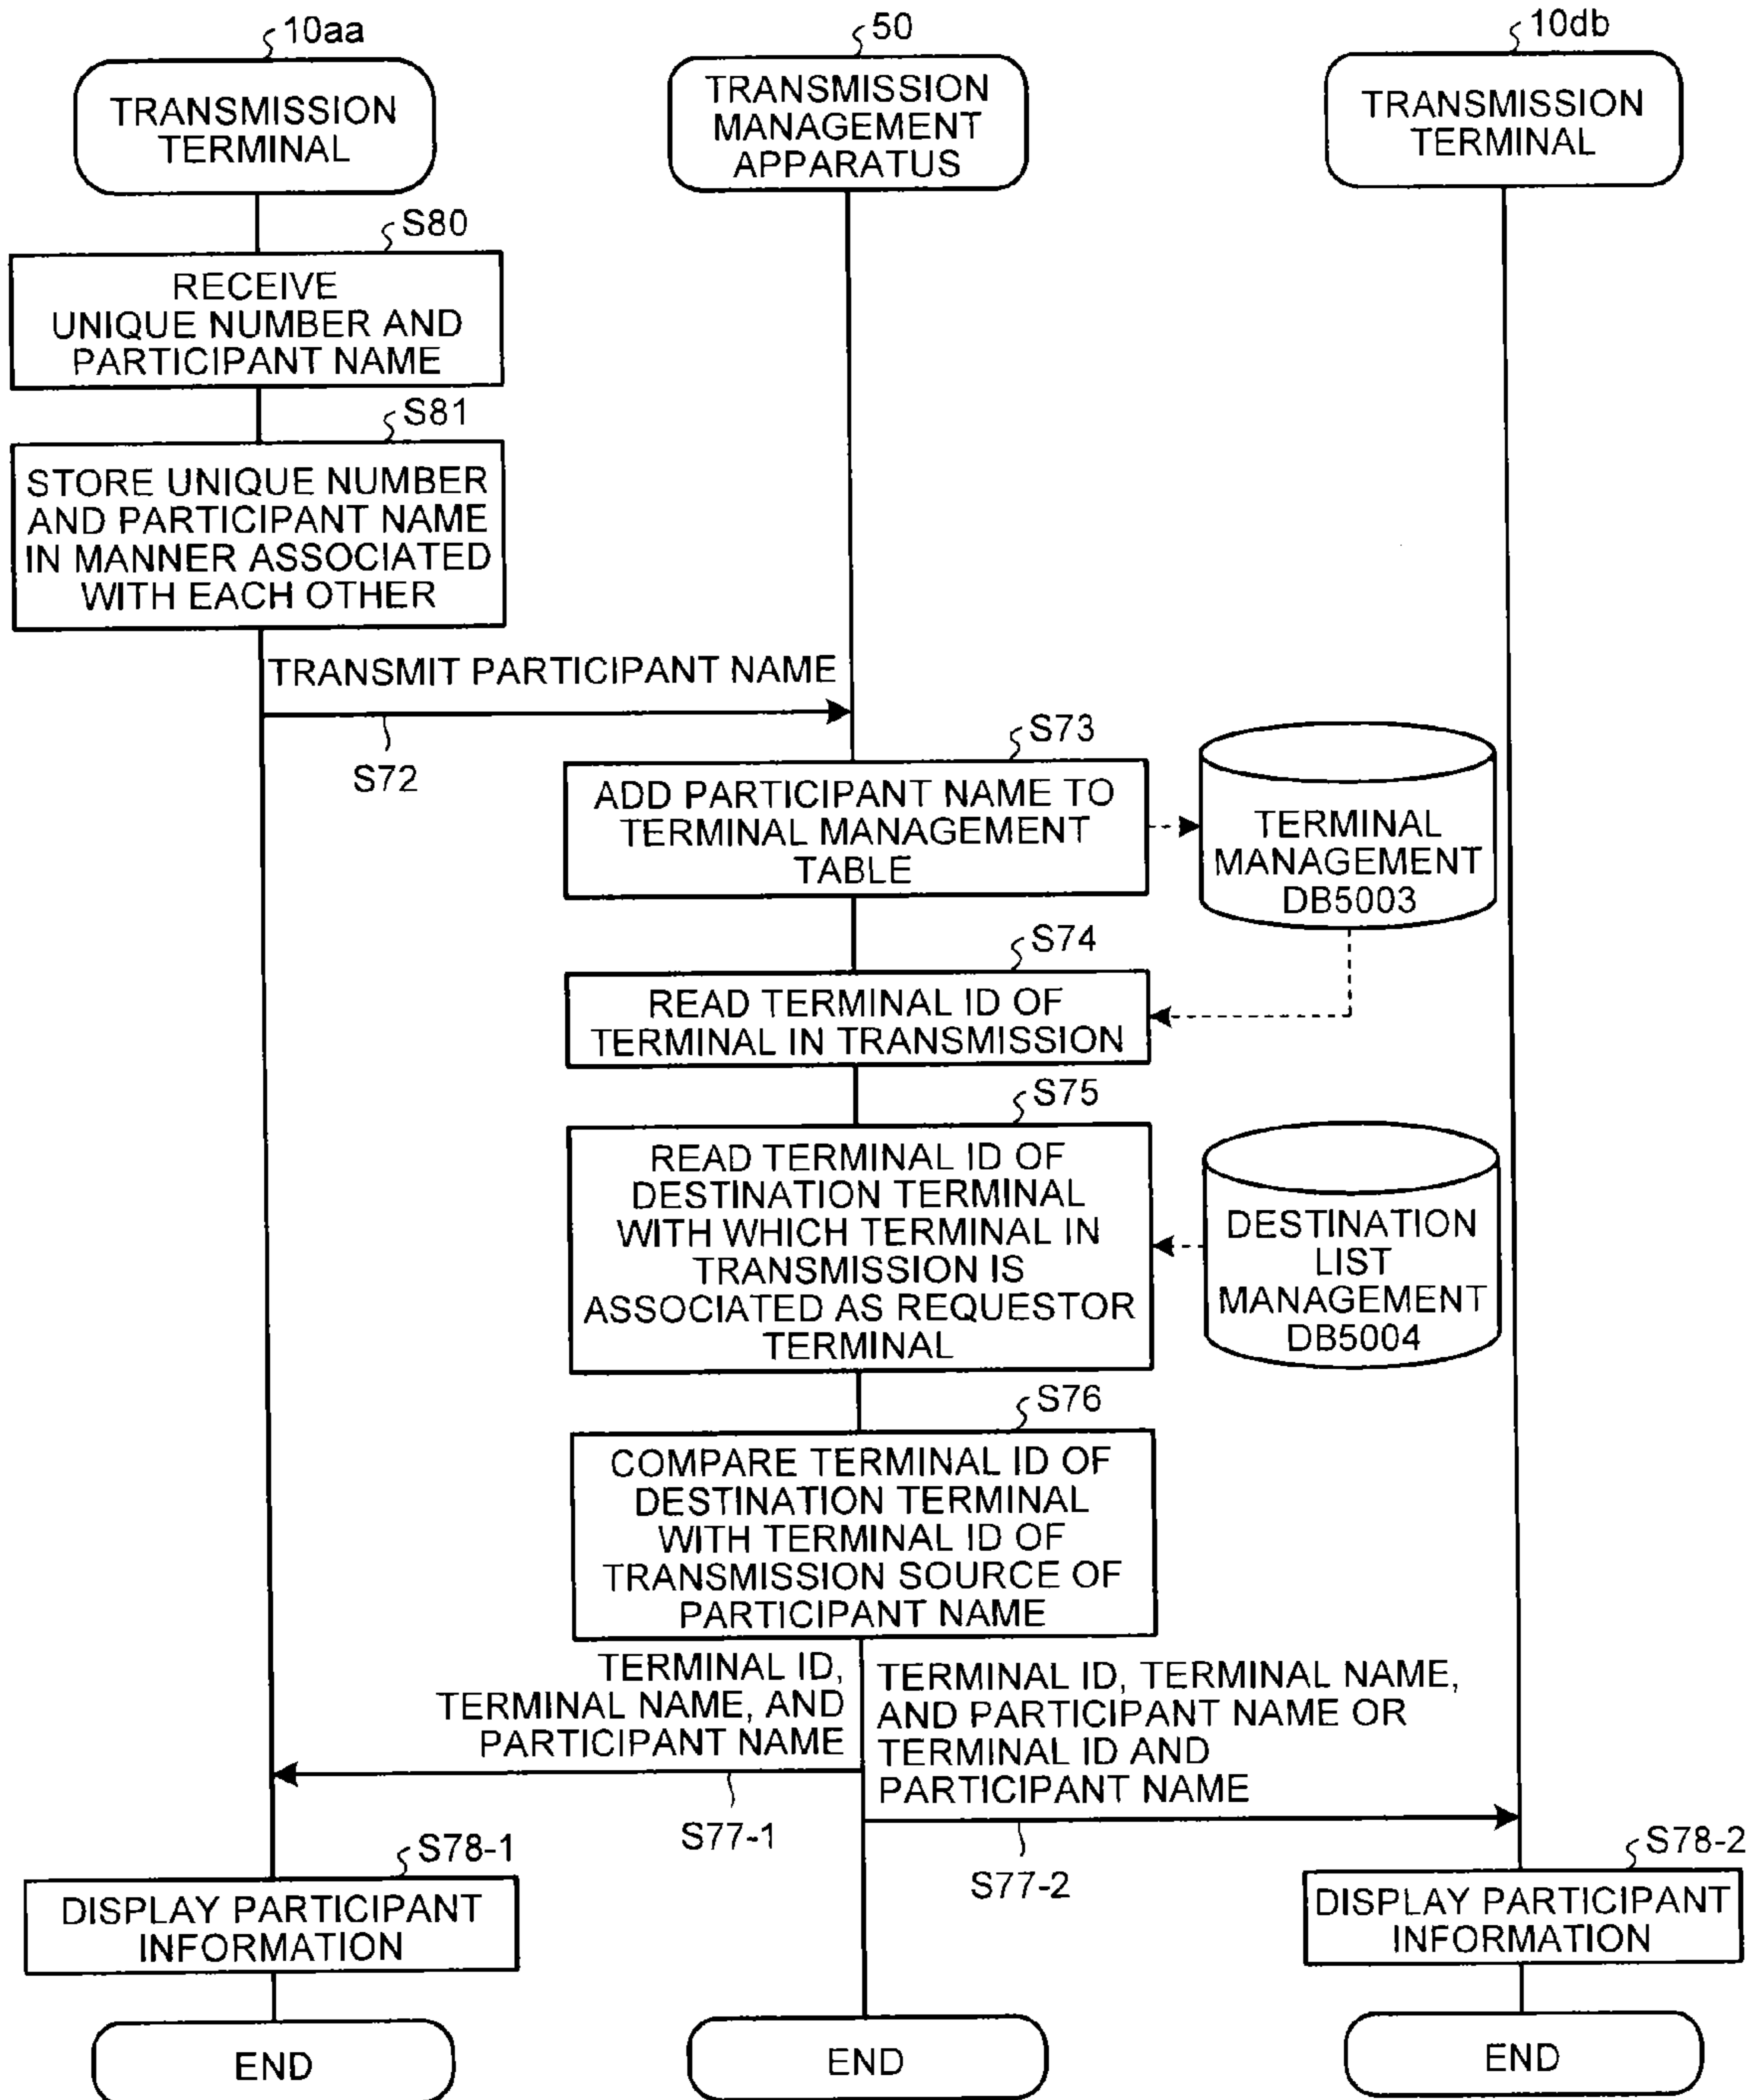 10aa
50
10db
TRANSMISSION
TERMINAL
TRANSMISSION
MANAGEMENT
APPARATUS
TRANSMISSION
TERMINAL
S80
RECEIVE
UNIQUE NUMBER AND
PARTICIPANT NAME
S81
STORE UNIQUE NUMBER
AND PARTICIPANT NAME
IN MANNER ASSOCIATED
WITH EACH OTHER
TRANSMIT PARTICIPANT NAME
S72
S73
ADD PARTICIPANT NAME TO
TERMINAL MANAGEMENT
TABLE
TERMINAL
MANAGEMENT
DB5003
S74
READ TERMINAL ID OF
TERMINAL IN TRANSMISSION
S75
READ TERMINAL ID OF
DESTINATION TERMINAL
WITH WHICH TERMINAL IN
TRANSMISSION IS
ASSOCIATED AS REQUESTOR
TERMINAL
DESTINATION
LIST
MANAGEMENT
DB5004
S76
COMPARE TERMINAL ID OF
DESTINATION TERMINAL
WITH TERMINAL ID OF
TRANSMISSION SOURCE OF
PARTICIPANT NAME
TERMINAL ID,
TERMINAL NAME, AND
PARTICIPANT NAME
S77-1
TERMINAL ID, TERMINAL NAME,
AND PARTICIPANT NAME OR
TERMINAL ID AND
PARTICIPANT NAME
S77-2
S78-1
DISPLAY PARTICIPANT
INFORMATION
S78-2
DISPLAY PARTICIPANT
INFORMATION
END
END
END